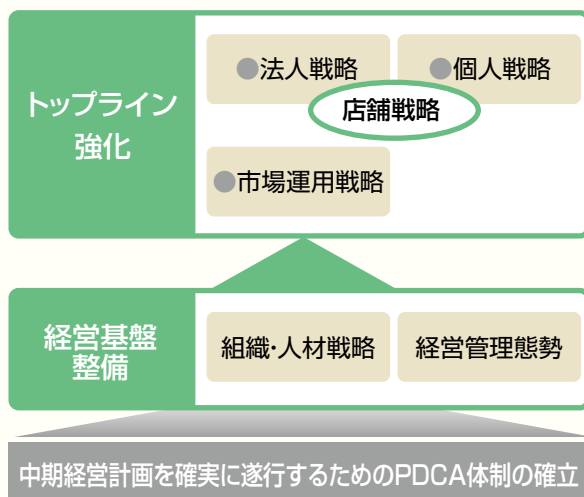 トップライン
強化
●法人戦略
●個人戦略
店舗戦略
●市場運用戦略
経営基盤
整備
組織・人材戦略
経営管理態勢
中期経営計画を確実に遂行するためのPDCA体制の確立